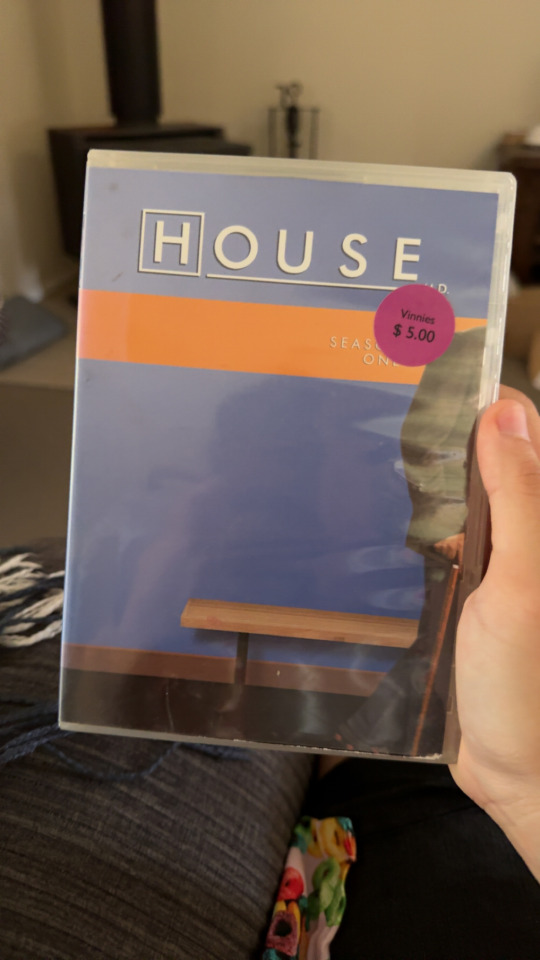 HOUSE
M.D.
Vinnies
$ 5.00